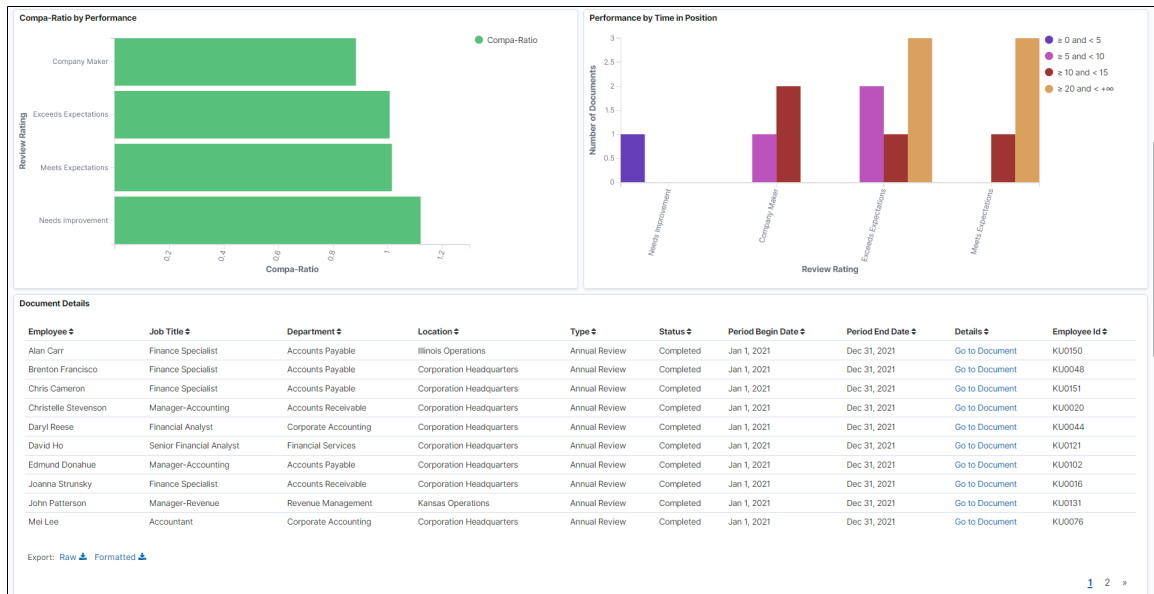 Compa-Ratio by Performance
Company Maker
Exceeds Expectations
Meets Expectations
Needs Improvement
Review Rating
0.2 0.4 0.6 0.8 1 1.2
Compa-Ratio
Compa-Ratio
Performance by Time in Position
3
2.5
2
1.5
1
0.5
0
Number of Documents
Needs Improvement
Company Maker
Exceeds Expectations
Meets Expectations
Review Rating
≥ 0 and < 5
≥ 5 and < 10
≥ 10 and < 15
≥ 20 and < +∞
Document Details
Employee Job Title Department Location Type Status Period Begin Date Period End Date Details Employee Id
Alan Carr Finance Specialist Accounts Payable Illinois Operations Annual Review Completed Jan 1, 2021 Dec 31, 2021 Go to Document KU0150
Brenton Francisco Finance Specialist Accounts Payable Corporation Headquarters Annual Review Completed Jan 1, 2021 Dec 31, 2021 Go to Document KU0048
Chris Cameron Finance Specialist Accounts Payable Corporation Headquarters Annual Review Completed Jan 1, 2021 Dec 31, 2021 Go to Document KU0151
Christelle Stevenson Manager-Accounting Accounts Receivable Corporation Headquarters Annual Review Completed Jan 1, 2021 Dec 31, 2021 Go to Document KU0020
Daryl Reese Financial Analyst Corporate Accounting Corporation Headquarters Annual Review Completed Jan 1, 2021 Dec 31, 2021 Go to Document KU0044
David Ho Senior Financial Analyst Financial Services Corporation Headquarters Annual Review Completed Jan 1, 2021 Dec 31, 2021 Go to Document KU0121
Edmund Donahue Manager-Accounting Accounts Payable Corporation Headquarters Annual Review Completed Jan 1, 2021 Dec 31, 2021 Go to Document KU0102
Joanna Strunsky Finance Specialist Accounts Receivable Corporation Headquarters Annual Review Completed Jan 1, 2021 Dec 31, 2021 Go to Document KU0016
John Patterson Manager-Revenue Revenue Management Kansas Operations Annual Review Completed Jan 1, 2021 Dec 31, 2021 Go to Document KU0131
Mei Lee Accountant Corporate Accounting Corporation Headquarters Annual Review Completed Jan 1, 2021 Dec 31, 2021 Go to Document KU0076
Export: Raw Formatted
1 2 »